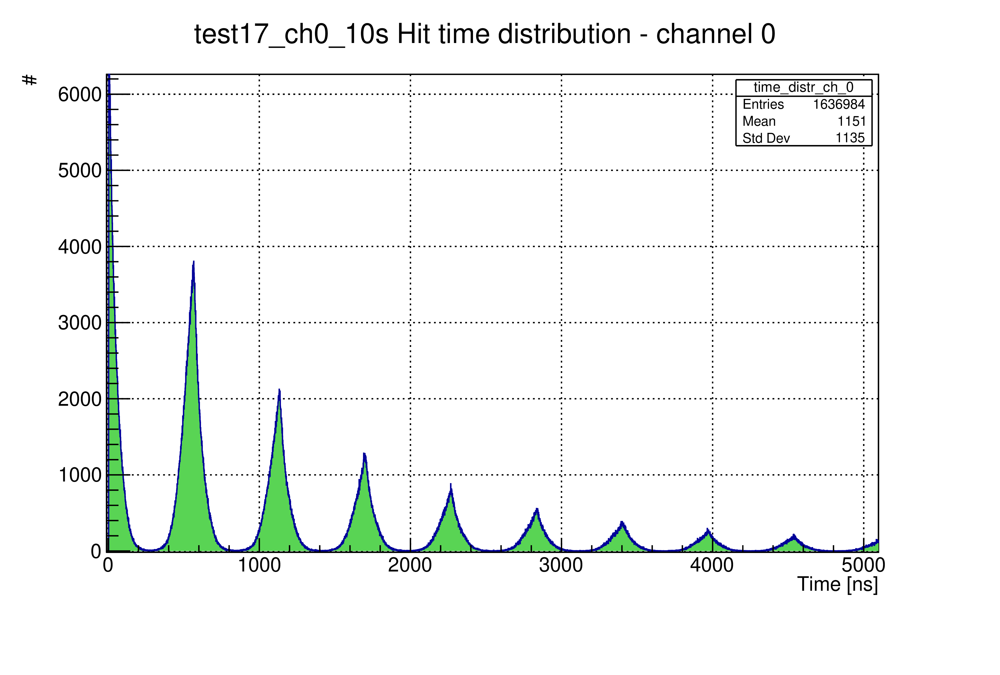 test17_ch0_10s Hit time distribution - channel 0
#
time_distr_ch_0
Entries 1636984
Mean 1151
Std Dev 1135
6000
5000
4000
3000
2000
1000
0
0 1000 2000 3000 4000 5000
Time [ns]